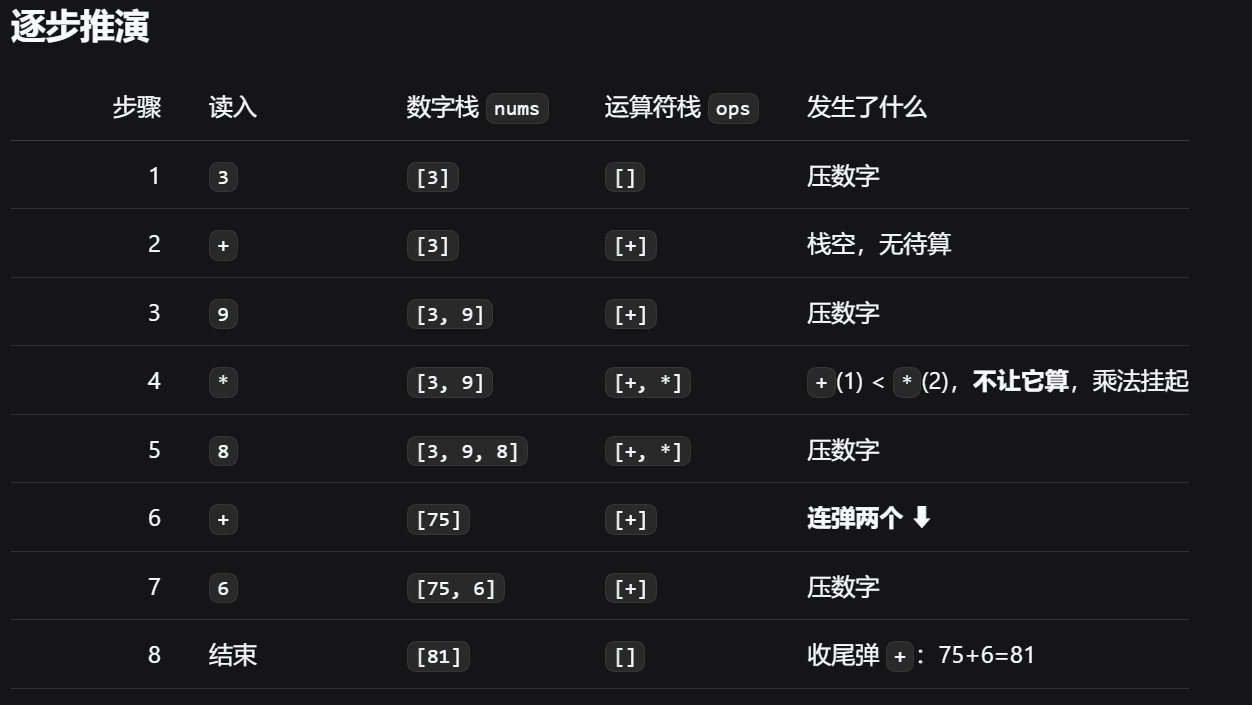 逐步推演
步骤 读入 数字栈 nums 运算符栈 ops 发生了什么
1 3 [3] [] 压数字
2 + [3] [+] 栈空，无待算
3 9 [3, 9] [+] 压数字
4 * [3, 9] [+, *] +(1) < *(2)，不让它算，乘法挂起
5 8 [3, 9, 8] [+, *] 压数字
6 + [75] [+] 连弹两个 ⬇
7 6 [75, 6] [+] 压数字
8 结束 [81] [] 收尾弹 +：75+6=81